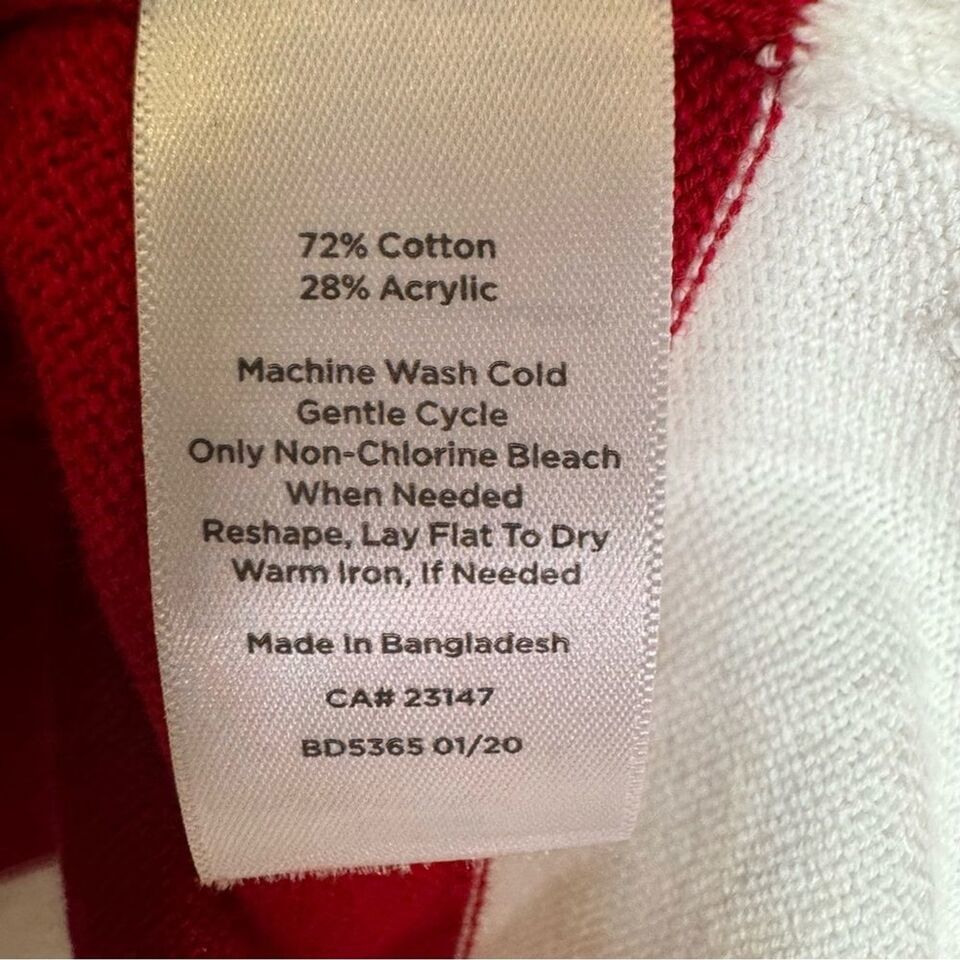 72% Cotton
28% Acrylic
Machine Wash Cold
Gentle Cycle
Only Non-Chlorine Bleach
When Needed
Reshape, Lay Flat To Dry
Warm Iron, If Needed
Made In Bangladesh
CA# 23147
BD5365 01/20